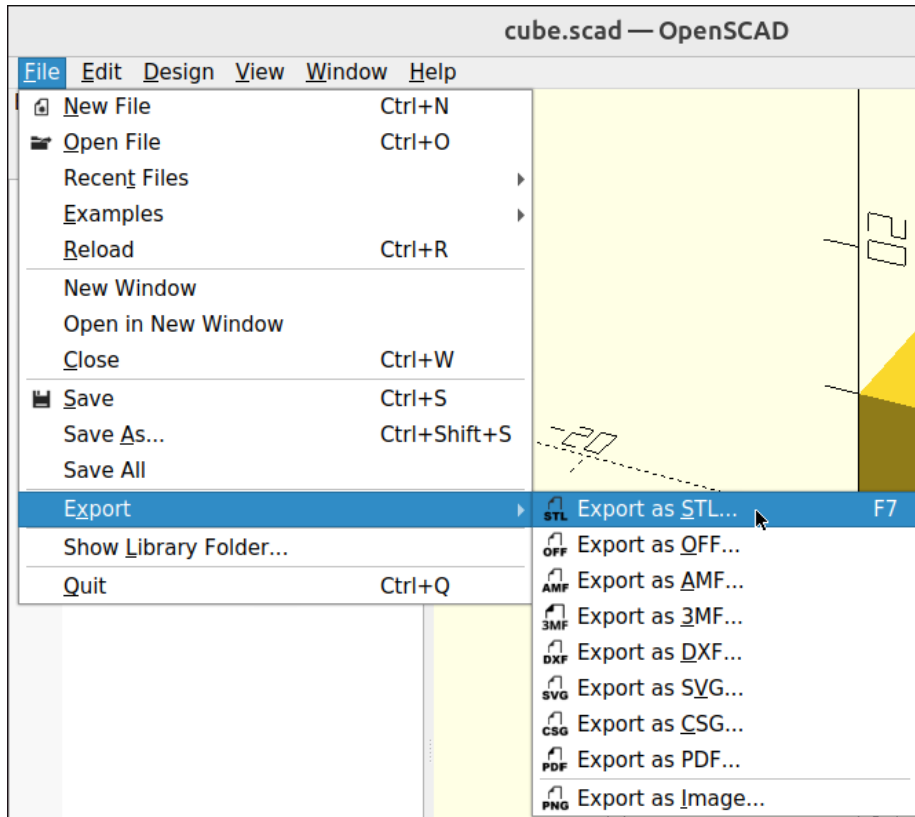 cube.scad — OpenSCAD
File Edit Design View Window Help
New File Ctrl+N
Open File Ctrl+O
Recent Files
Examples
Reload Ctrl+R
New Window
Open in New Window
Close Ctrl+W
Save Ctrl+S
Save As... Ctrl+Shift+S
Save All
Export
Show Library Folder...
Quit Ctrl+Q
20
-20
STL Export as STL... F7
OFF Export as OFF...
AMF Export as AMF...
3MF Export as 3MF...
DXF Export as DXF...
SVG Export as SVG...
CSG Export as CSG...
PDF Export as PDF...
PNG Export as Image...